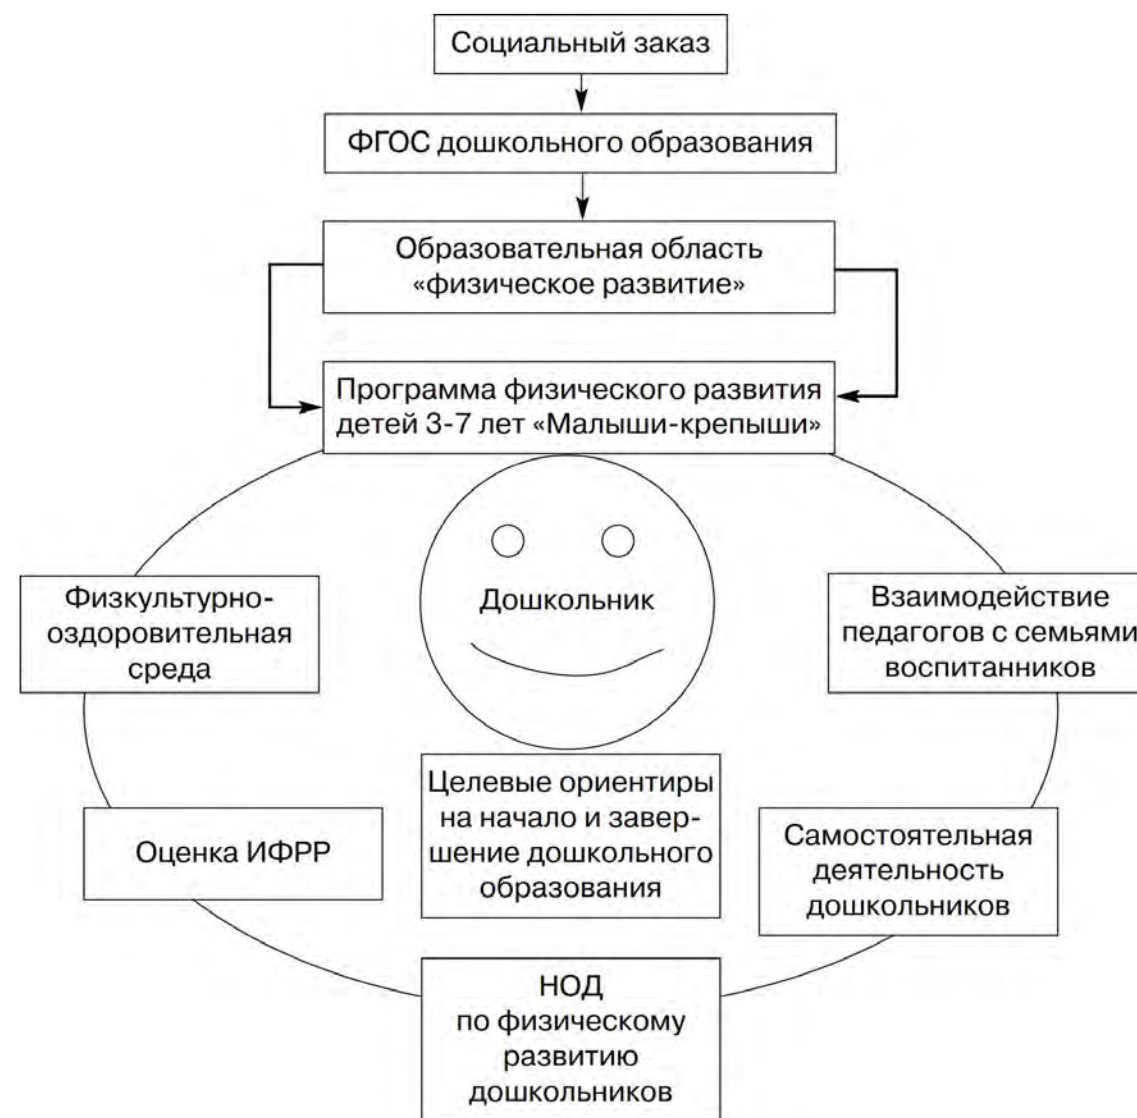 Социальный заказ
ФГОС дошкольного образования
Образовательная область
«физическое развитие»
Программа физического развития
детей 3-7 лет «Малыши-крепыши»
Дошкольник
Физкультурно-
оздоровительная
среда
Взаимодействие
педагогов с семьями
воспитанников
Целевые ориентиры
на начало и завер-
шение дошкольного
образования
Оценка ИФРР
Самостоятельная
деятельность
дошкольников
НОД
по физическому
развитию
дошкольников